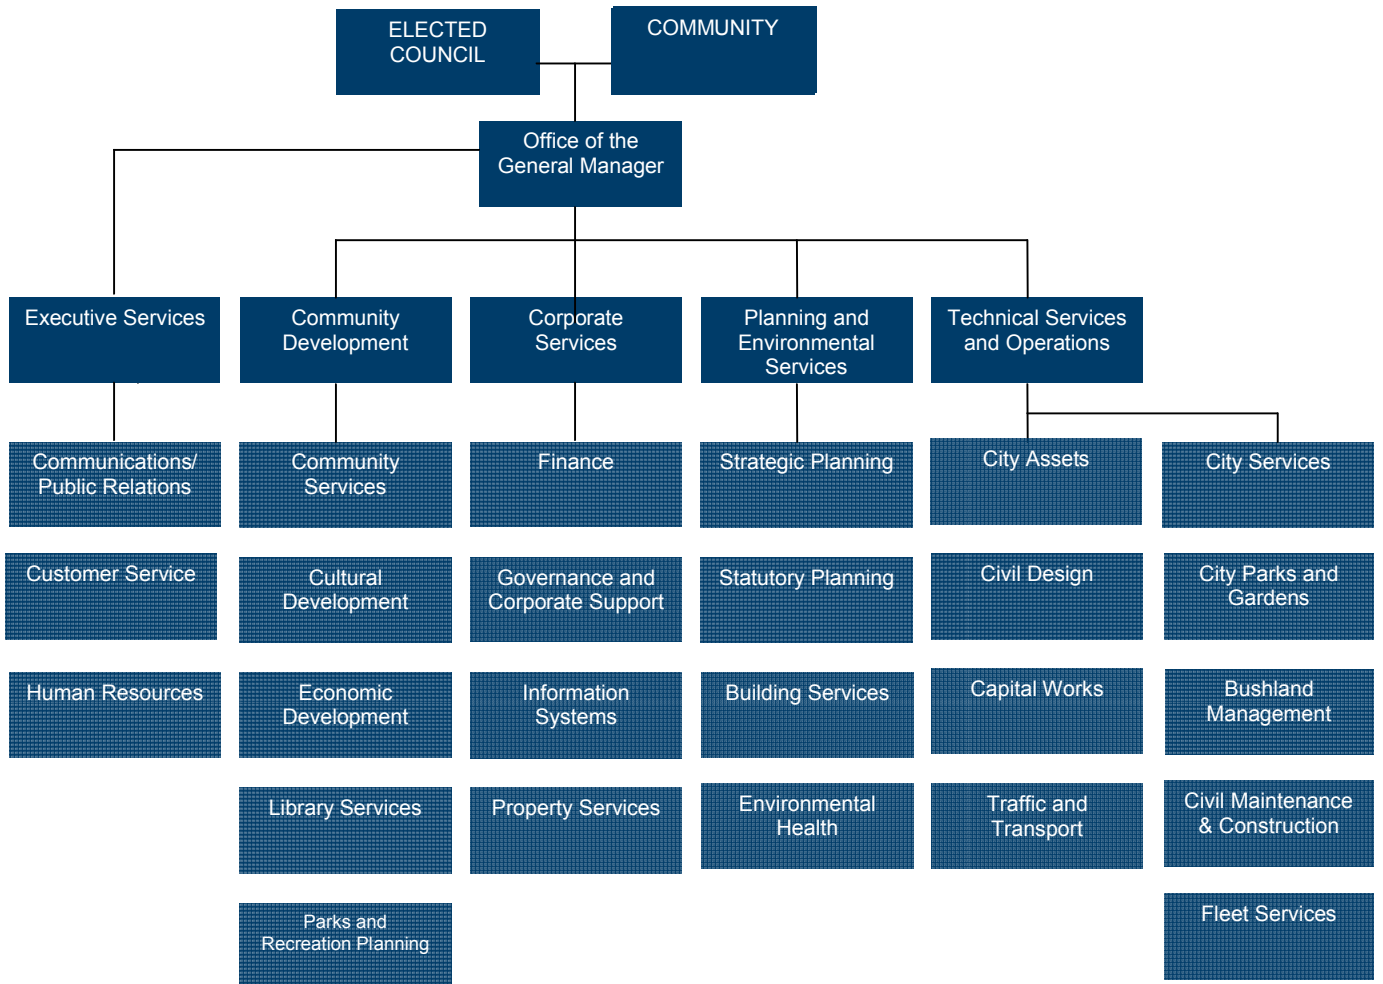 ELECTED
COUNCIL
COMMUNITY
Office of the
General Manager
Executive Services
Community
Development
Corporate
Services
Planning and
Environmental
Services
Technical Services
and Operations
Communications/
Public Relations
Community
Services
Finance
Strategic Planning
City Assets
City Services
Customer Service
Cultural
Development
Governance and
Corporate Support
Statutory Planning
Civil Design
City Parks and
Gardens
Human Resources
Economic
Development
Information
Systems
Building Services
Capital Works
Bushland
Management
Library Services
Property Services
Environmental
Health
Traffic and
Transport
Civil Maintenance
& Construction
Parks and
Recreation Planning
Fleet Services